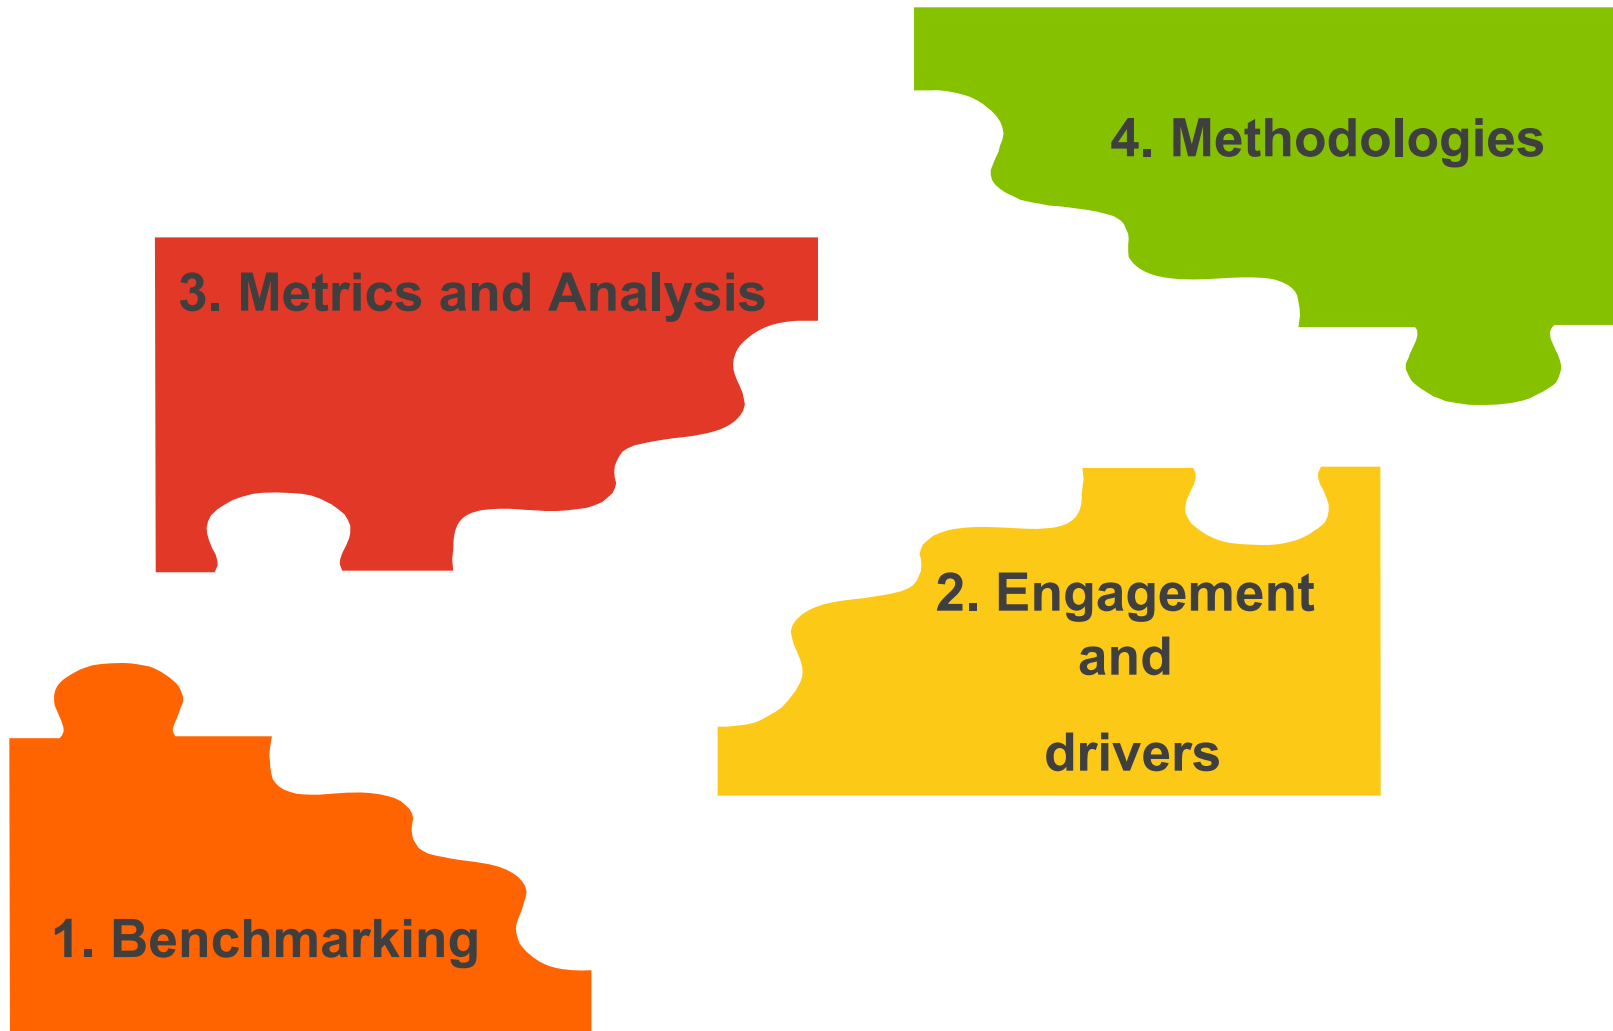 4. Methodologies
3. Metrics and Analysis
2. Engagement
and
drivers
1. Benchmarking